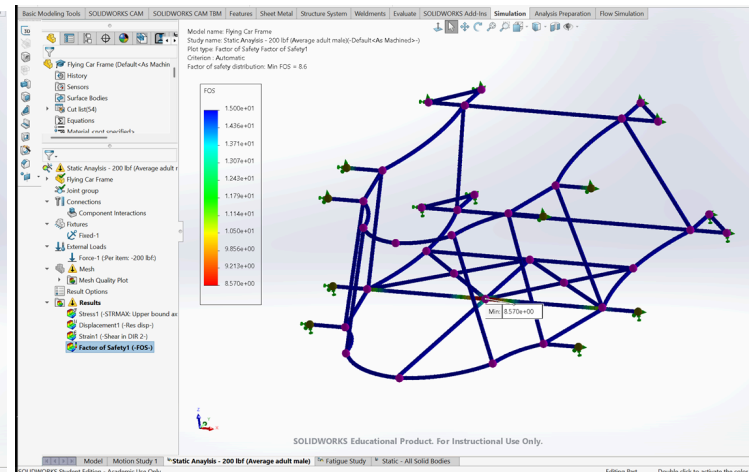 Basic Modeling Tools SOLIDWORKS CAM SOLIDWORKS CAM TBM Features Sheet Metal Structure System Weldments Evaluate SOLIDWORKS Add-Ins Simulation Analysis Preparation Flow Simulation
Model name: Flying Car Frame
Study name: Static Anaylsis - 200 lbf (Average adult male)(-Default<As Machined>-)
Plot type: Factor of Safety Factor of Safety1
Criterion : Automatic
Factor of safety distribution: Min FOS = 8.6
Flying Car Frame (Default<As Machin
History
Sensors
Surface Bodies
Cut list(54)
Equations
Material <not specified>
Static Anaylsis - 200 lbf (Average adult r
Flying Car Frame
Joint group
Connections
Component Interactions
Fixtures
Fixed-1
External Loads
Force-1 (:Per item: -200 lbf:)
Mesh
Mesh Quality Plot
Result Options
Results
Stress1 (-STRMAX: Upper bound ax
Displacement1 (-Res disp-)
Strain1 (-Shear in DIR 2-)
Factor of Safety1 (-FOS-)
FOS
1.500e+01
1.436e+01
1.371e+01
1.307e+01
1.243e+01
1.179e+01
1.114e+01
1.050e+01
9.856e+00
9.213e+00
8.570e+00
Min: 8.570e+00
Z
X
SOLIDWORKS Educational Product. For Instructional Use Only.
Model Motion Study 1 Static Anaylsis - 200 lbf (Average adult male) Fatigue Study Static - All Solid Bodies
SOLIDWORKS Student Edition - Academic Use Only
Editing Part
Double click to activate the color